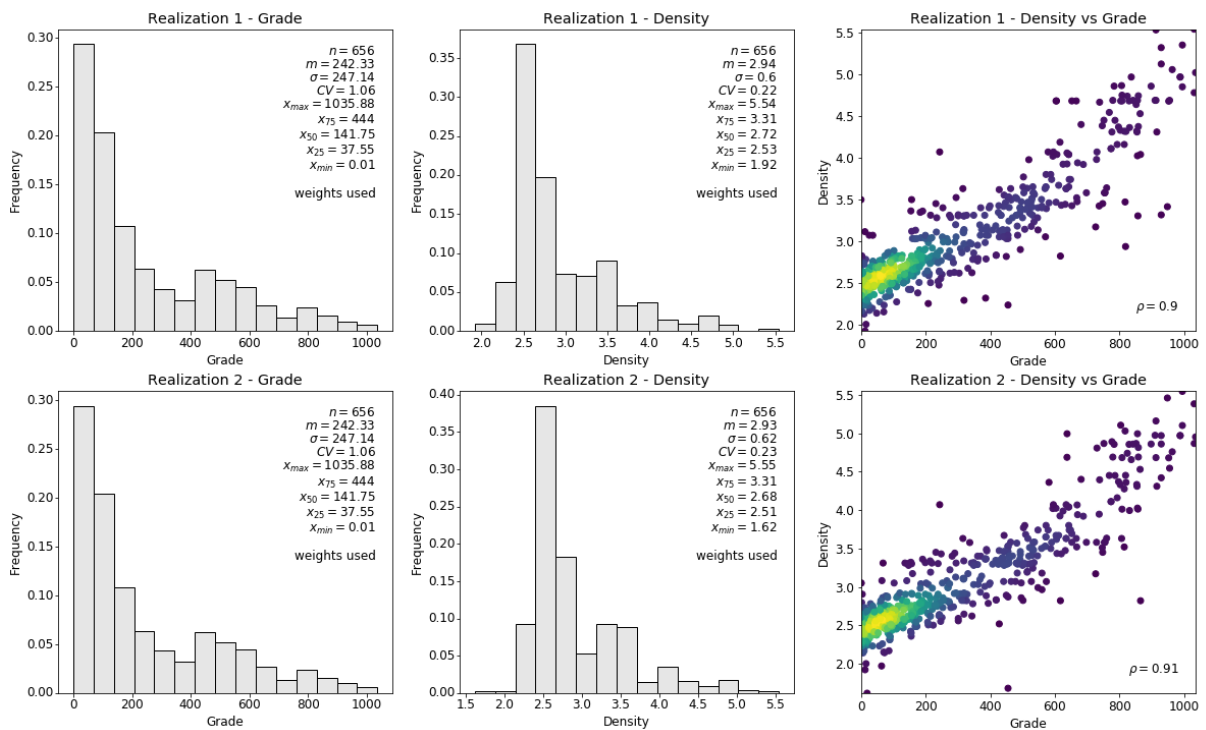 Realization 1 - Grade
0.30
0.25
0.20
0.15
0.10
0.05
0.00
Frequency
n = 656
m = 242.33
σ = 247.14
CV = 1.06
x_max = 1035.88
x_75 = 444
x_50 = 141.75
x_25 = 37.55
x_min = 0.01
weights used
0 200 400 600 800 1000
Grade
Realization 1 - Density
0.35
0.30
0.25
0.20
0.15
0.10
0.05
0.00
Frequency
n = 656
m = 2.94
σ = 0.6
CV = 0.22
x_max = 5.54
x_75 = 3.31
x_50 = 2.72
x_25 = 2.53
x_min = 1.92
weights used
2.0 2.5 3.0 3.5 4.0 4.5 5.0 5.5
Density
Realization 1 - Density vs Grade
5.5
5.0
4.5
4.0
3.5
3.0
2.5
2.0
Density
ρ = 0.9
0 200 400 600 800 1000
Grade
Realization 2 - Grade
0.30
0.25
0.20
0.15
0.10
0.05
0.00
Frequency
n = 656
m = 242.33
σ = 247.14
CV = 1.06
x_max = 1035.88
x_75 = 444
x_50 = 141.75
x_25 = 37.55
x_min = 0.01
weights used
0 200 400 600 800 1000
Grade
Realization 2 - Density
0.40
0.35
0.30
0.25
0.20
0.15
0.10
0.05
0.00
Frequency
n = 656
m = 2.93
σ = 0.62
CV = 0.23
x_max = 5.55
x_75 = 3.31
x_50 = 2.68
x_25 = 2.51
x_min = 1.62
weights used
1.5 2.0 2.5 3.0 3.5 4.0 4.5 5.0 5.5
Density
Realization 2 - Density vs Grade
5.5
5.0
4.5
4.0
3.5
3.0
2.5
2.0
Density
ρ = 0.91
0 200 400 600 800 1000
Grade